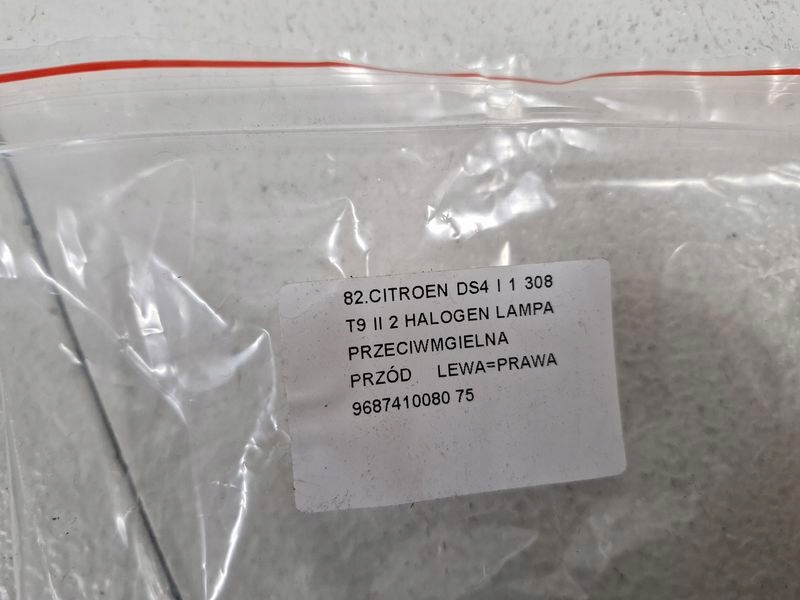 82.CITROEN DS4 I 1 308
T9 II 2 HALOGEN LAMPA
PRZECIWMGIELNA
PRZÓD LEWA=PRAWA
9687410080 75